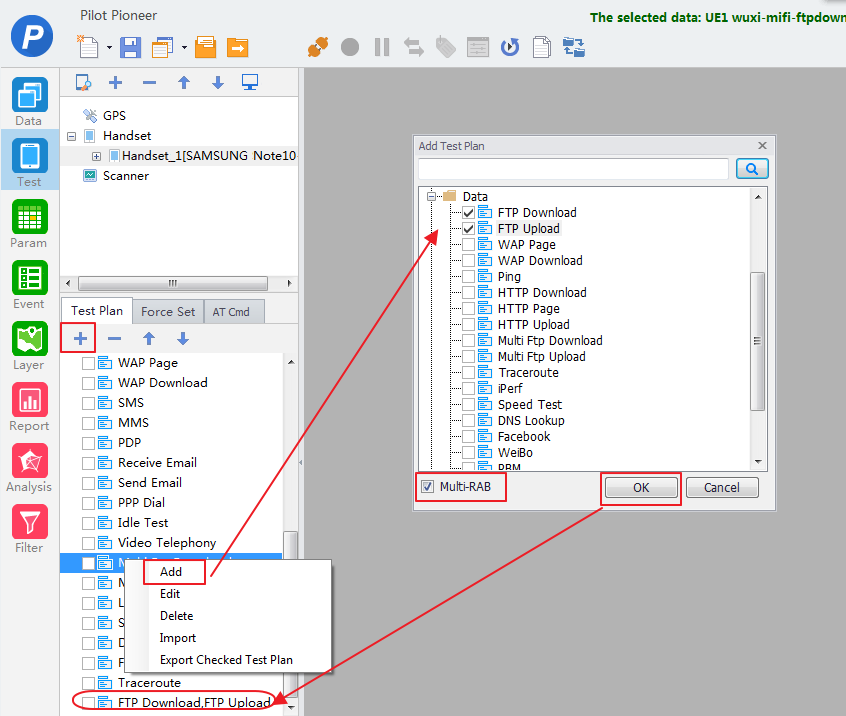 Pilot Pioneer
The selected data: UE1 wuxi-mifi-ftpdown
P
Data
Test
Param
Event
Layer
Report
Analysis
Filter
GPS
Handset
Handset_1[SAMSUNG Note10
Scanner
Test Plan
Force Set
AT Cmd
WAP Page
WAP Download
SMS
MMS
PDP
Receive Email
Send Email
PPP Dial
Idle Test
Video Telephony
Traceroute
FTP Download,FTP Upload
Add
Edit
Delete
Import
Export Checked Test Plan
Add Test Plan
Data
FTP Download
FTP Upload
WAP Page
WAP Download
Ping
HTTP Download
HTTP Page
HTTP Upload
Multi Ftp Download
Multi Ftp Upload
Traceroute
iPerf
Speed Test
DNS Lookup
Facebook
WeiBo
PBM
Multi-RAB
OK
Cancel